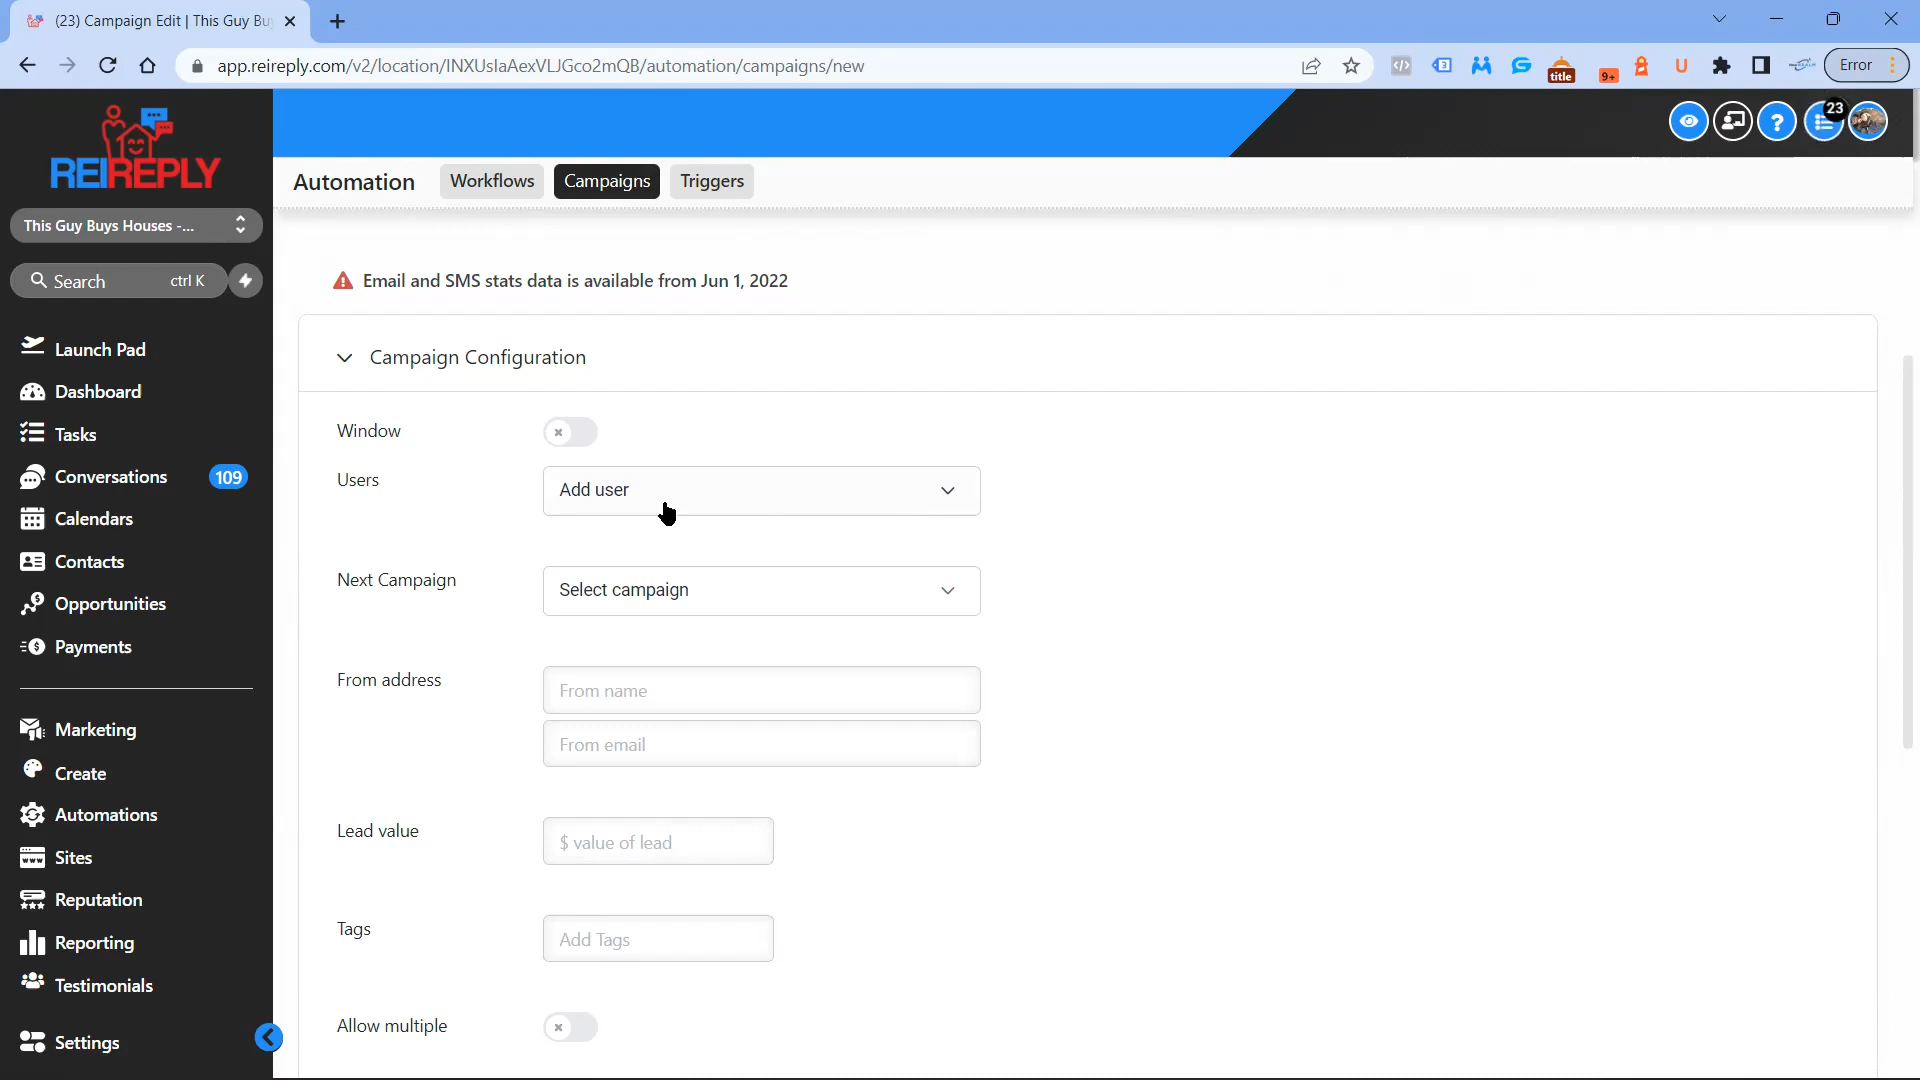 (23) Campaign Edit | This Guy Bu
app.reireply.com/v2/location/INXUslaAexVLJGco2mQB/automation/campaigns/new
3
title
9+
U
Error
REIREPLY
23
Automation
Workflows
Campaigns
Triggers
This Guy Buys Houses -...
Search
ctrl K
Email and SMS stats data is available from Jun 1, 2022
Campaign Configuration
Launch Pad
Dashboard
Tasks
Conversations
109
Calendars
Contacts
Opportunities
Payments
Marketing
Create
Automations
Sites
Reputation
Reporting
Testimonials
Settings
Window
Users
Add user
Next Campaign
Select campaign
From address
From name
From email
Lead value
$ value of lead
Tags
Add Tags
Allow multiple